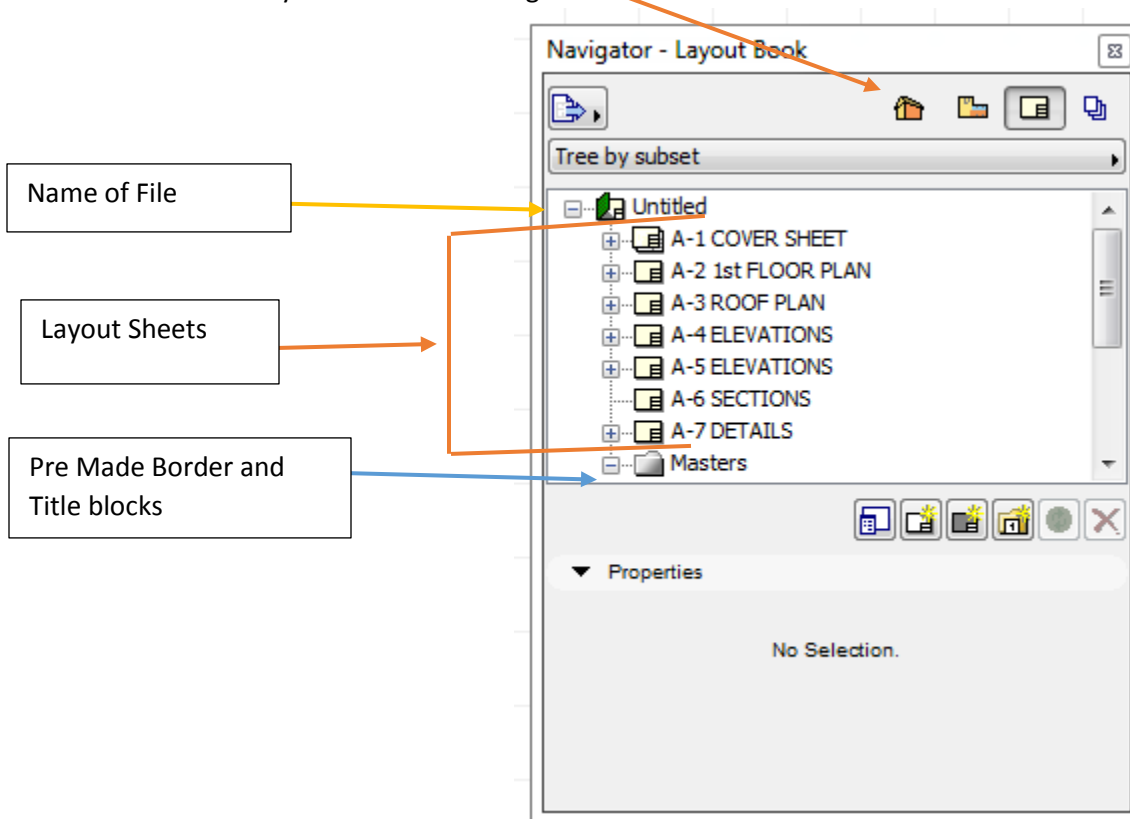 Navigator - Layout Book
Tree by subset
Name of File
Untitled
A-1 COVER SHEET
A-2 1st FLOOR PLAN
A-3 ROOF PLAN
Layout Sheets
A-4 ELEVATIONS
A-5 ELEVATIONS
A-6 SECTIONS
A-7 DETAILS
Pre Made Border and
Title blocks
Masters
Properties
No Selection.